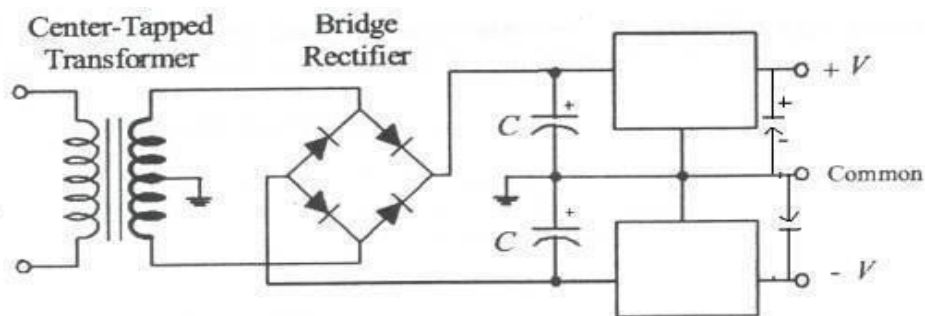 Center-Tapped
Transformer
Bridge
Rectifier
C
+
+ V
+
-
Common
C
+
- V